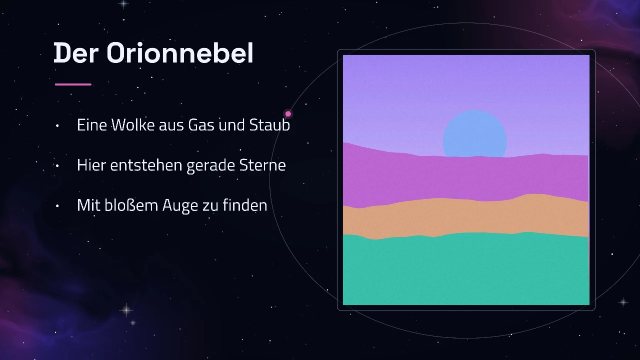 Der Orionnebel
· Eine Wolke aus Gas und Staub
· Hier entstehen gerade Sterne
· Mit bloßem Auge zu finden